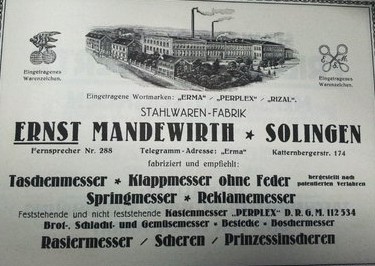 Eingetragenes
Warenzeichen.
Eingetragenes
Warenzeichen.
Eingetragene Wortmarken: „ERMA" / „PERPLEX" / „RIZAL".
STAHLWAREN-FABRIK
ERNST MANDEWIRTH * SOLINGEN
Fernsprecher Nr. 288 Telegramm-Adresse: „Erma" Katternbergerstr. 174
fabriziert und empfiehlt:
Taschenmesser * Klappmesser ohne Feder hergestellt nach
patentierten Verfahren
Springmesser * Reklamemesser
Feststehende und nicht feststehende Kastenmesser „PERPLEX" D. R. G. M. 112 534
Brot-, Schlacht- und Gemüsemesser • Bestecke • Boschermesser
Rasiermesser / Scheren / Prinzessinscheren